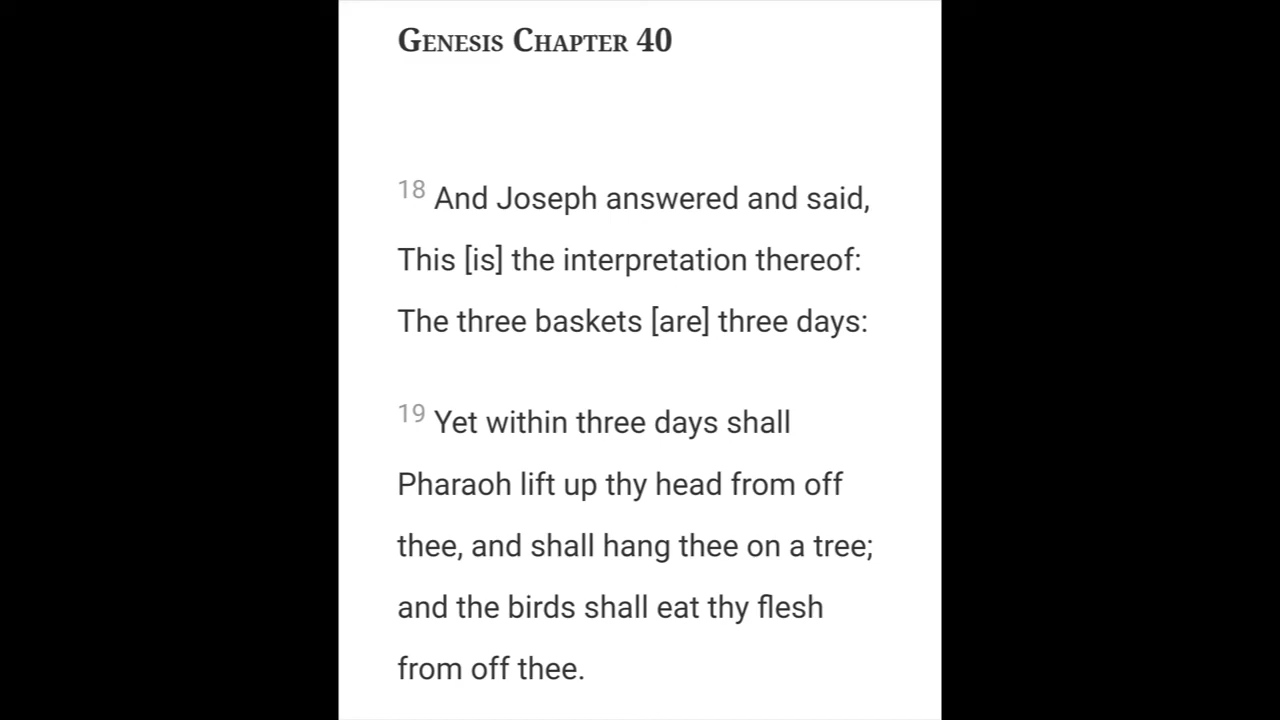 Genesis Chapter 40
18 And Joseph answered and said,
This [is] the interpretation thereof:
The three baskets [are] three days:
19 Yet within three days shall
Pharaoh lift up thy head from off
thee, and shall hang thee on a tree;
and the birds shall eat thy flesh
from off thee.